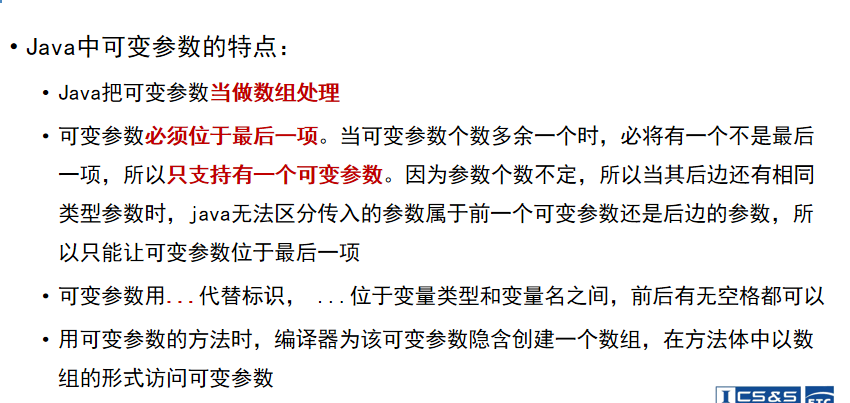 • Java中可变参数的特点：
• Java把可变参数当做数组处理
• 可变参数必须位于最后一项。当可变参数个数多余一个时，必将有一个不是最后
一项，所以只支持有一个可变参数。因为参数个数不定，所以当其后边还有相同
类型参数时，java无法区分传入的参数属于前一个可变参数还是后边的参数，所
以只能让可变参数位于最后一项
• 可变参数用...代替标识， ...位于变量类型和变量名之间，前后有无空格都可以
• 用可变参数的方法时，编译器为该可变参数隐含创建一个数组，在方法体中以数
组的形式访问可变参数
CS&S